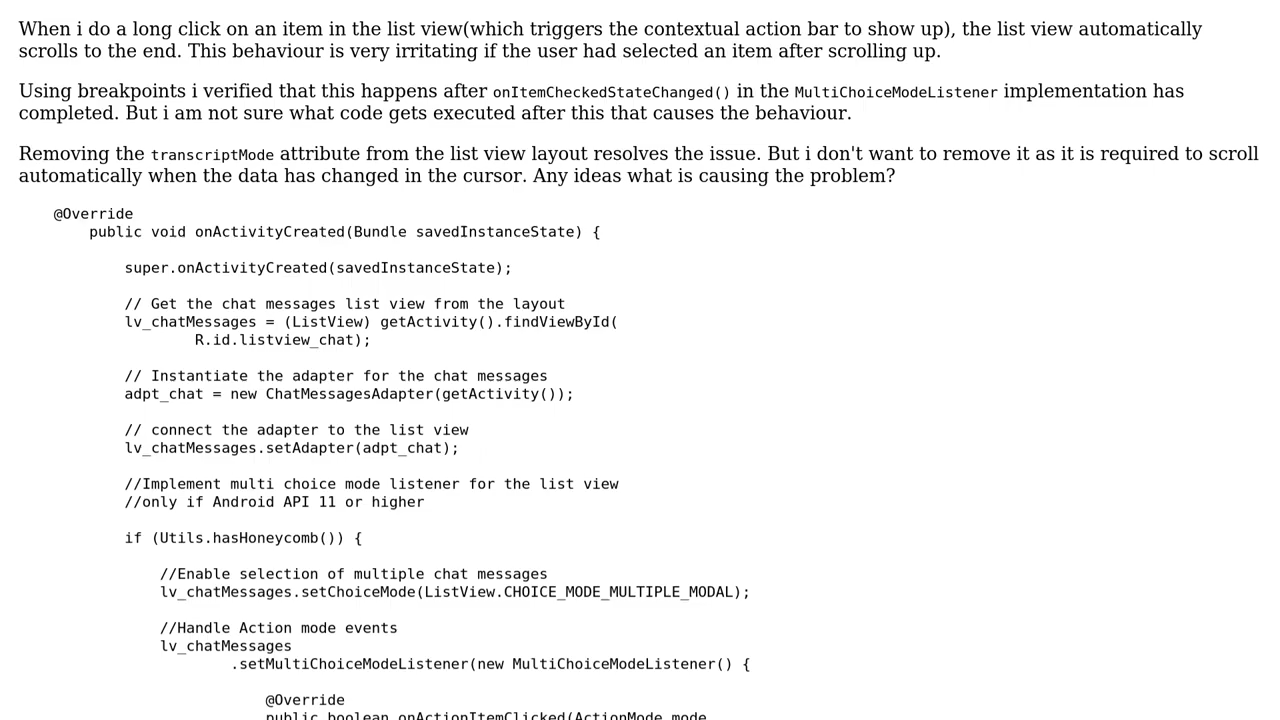 When i do a long click on an item in the list view(which triggers the contextual action bar to show up), the list view automatically
scrolls to the end. This behaviour is very irritating if the user had selected an item after scrolling up.
Using breakpoints i verified that this happens after onItemCheckedStateChanged() in the MultiChoiceModeListener implementation has
completed. But i am not sure what code gets executed after this that causes the behaviour.
Removing the transcriptMode attribute from the list view layout resolves the issue. But i don't want to remove it as it is required to scroll
automatically when the data has changed in the cursor. Any ideas what is causing the problem?
@Override
public void onActivityCreated(Bundle savedInstanceState) {
super.onActivityCreated(savedInstanceState);
// Get the chat messages list view from the layout
lv_chatMessages = (ListView) getActivity().findViewById(
R.id.listview_chat);
// Instantiate the adapter for the chat messages
adpt_chat = new ChatMessagesAdapter(getActivity());
// connect the adapter to the list view
lv_chatMessages.setAdapter(adpt_chat);
//Implement multi choice mode listener for the list view
//only if Android API 11 or higher
if (Utils.hasHoneycomb()) {
//Enable selection of multiple chat messages
lv_chatMessages.setChoiceMode(ListView.CHOICE_MODE_MULTIPLE_MODAL);
//Handle Action mode events
lv_chatMessages
.setMultiChoiceModeListener(new MultiChoiceModeListener() {
@Override
public boolean onActionItemClicked(ActionMode mode,